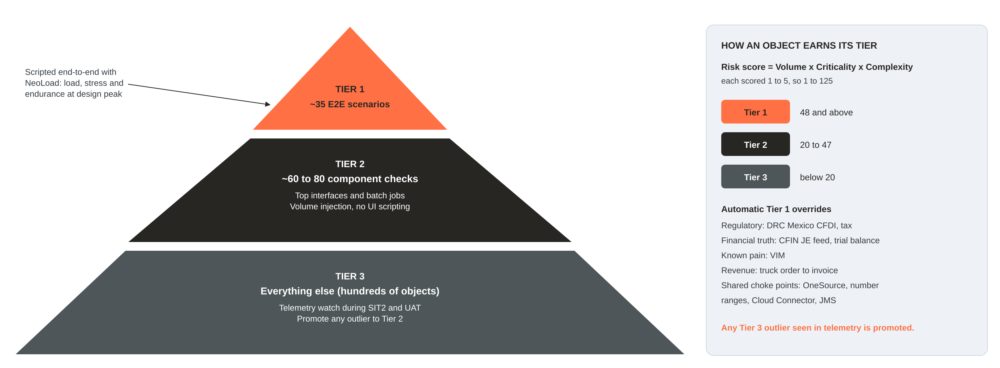 Scripted end-to-end with
NeoLoad: load, stress and
endurance at design peak
TIER 1
~35 E2E scenarios
TIER 2
~60 to 80 component checks
Top interfaces and batch jobs
Volume injection, no UI scripting
TIER 3
Everything else (hundreds of objects)
Telemetry watch during SIT2 and UAT
Promote any outlier to Tier 2
HOW AN OBJECT EARNS ITS TIER
Risk score = Volume x Criticality x Complexity
each scored 1 to 5, so 1 to 125
Tier 1 48 and above
Tier 2 20 to 47
Tier 3 below 20
Automatic Tier 1 overrides
Regulatory: DRC Mexico CFDI, tax
Financial truth: CFIN JE feed, trial balance
Known pain: VIM
Revenue: truck order to invoice
Shared choke points: OneSource, number
ranges, Cloud Connector, JMS
Any Tier 3 outlier seen in telemetry is promoted.